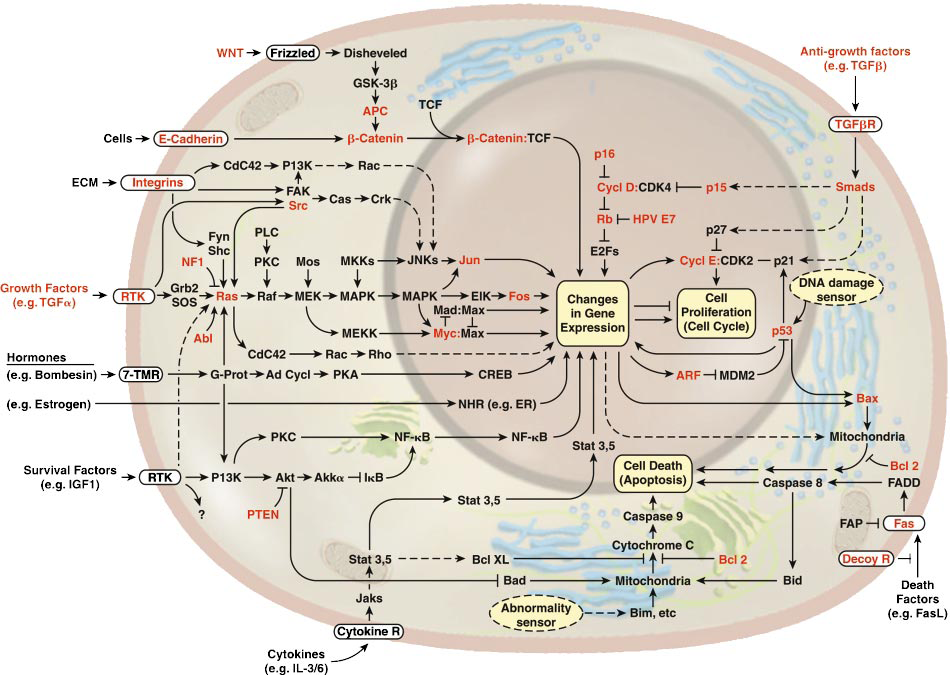 WNT Frizzled Disheveled
GSK-3β
APC
TCF
Cells E-Cadherin β-Catenin β-Catenin:TCF
Anti-growth factors
(e.g. TGFβ)
TGFβR
CdC42 P13K Rac
ECM Integrins
FAK
Src
Cas Crk
p16
Cycl D:CDK4 p15 Smads
Rb HPV E7
E2Fs
p27
Cycl E:CDK2 p21
Fyn
Shc
PLC
PKC
NF1
Mos
MKKs JNKs Jun
Growth Factors
(e.g. TGFα)
RTK
Grb2
SOS
Ras Raf MEK MAPK MAPK ElK Fos
Mad:Max
MEKK Myc:Max
Abl
CdC42 Rac Rho
Changes
in Gene
Expression
Cell
Proliferation
(Cell Cycle)
DNA damage
sensor
p53
Hormones
(e.g. Bombesin) 7-TMR G-Prot Ad Cycl PKA CREB
ARF MDM2
(e.g. Estrogen) NHR (e.g. ER)
Bax
PKC NF-κB NF-κB
Stat 3,5
Mitochondria
Survival Factors
(e.g. IGF1)
RTK P13K Akt Akkα IκB
?
PTEN
Cell Death
(Apoptosis)
Bcl 2
Caspase 8 FADD
Stat 3,5
Caspase 9
FAP Fas
Cytochrome C
Stat 3,5 Bcl XL Bcl 2
Decoy R
Bad Mitochondria Bid
Death
Factors
(e.g. FasL)
Jaks
Abnormality
sensor
Bim, etc
Cytokine R
Cytokines
(e.g. IL-3/6)